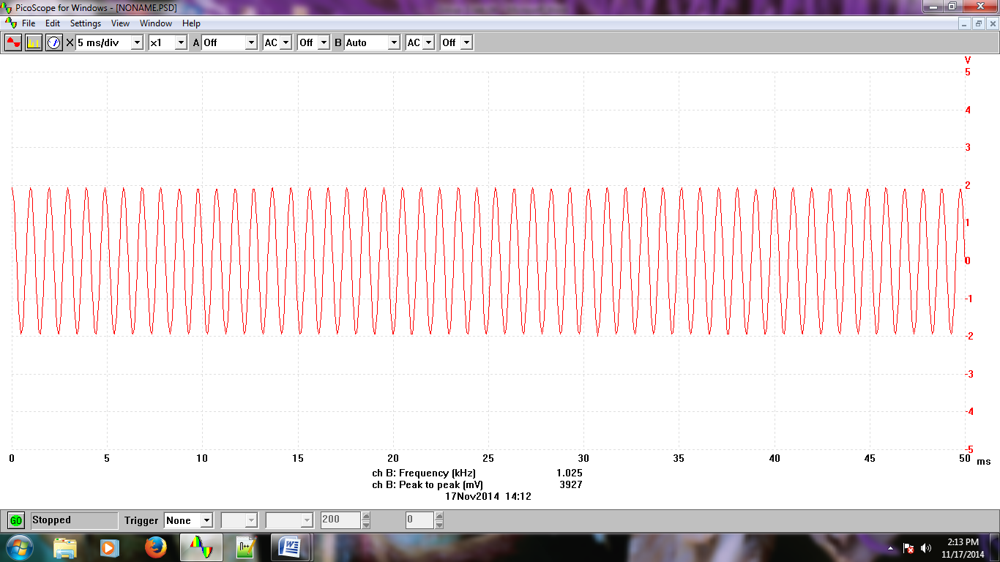 PicoScope for Windows - [NONAME.PSD]
File Edit Settings View Window Help
X 5 ms/div x1 A Off AC Off B Auto AC Off
V
5
4
3
2
1
0
-1
-2
-3
-4
-5
0 5 10 15 20 25 30 35 40 45 50 ms
ch B: Frequency (kHz) 1.025
ch B: Peak to peak (mV) 3927
17Nov2014 14:12
GO Stopped Trigger None 200 0
2:13 PM
11/17/2014